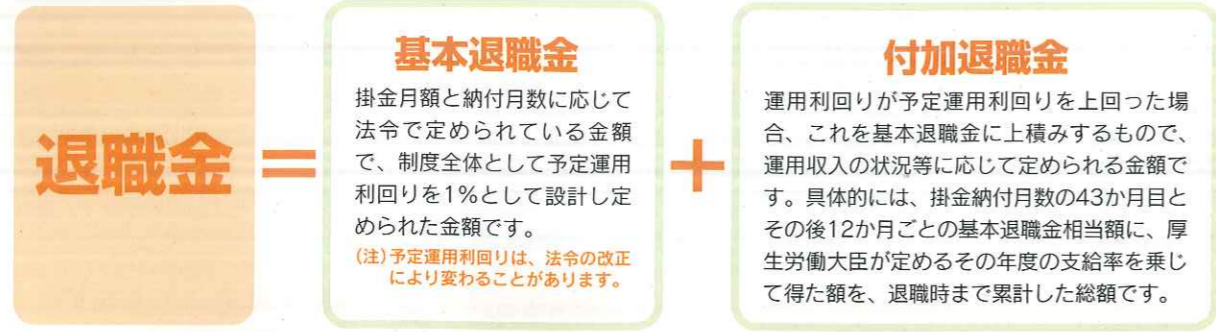 退職金
=
基本退職金
掛金月額と納付月数に応じて
法令で定められている金額
で、制度全体として予定運用
利回りを1%として設計し定
められた金額です。
(注)予定運用利回りは、法令の改正
により変わることがあります。
+
付加退職金
運用利回りが予定運用利回りを上回った場
合、これを基本退職金に上積みするもので、
運用収入の状況等に応じて定められる金額で
す。具体的には、掛金納付月数の43か月目と
その後12か月ごとの基本退職金相当額に、厚
生労働大臣が定めるその年度の支給率を乗じ
て得た額を、退職時まで累計した総額です。